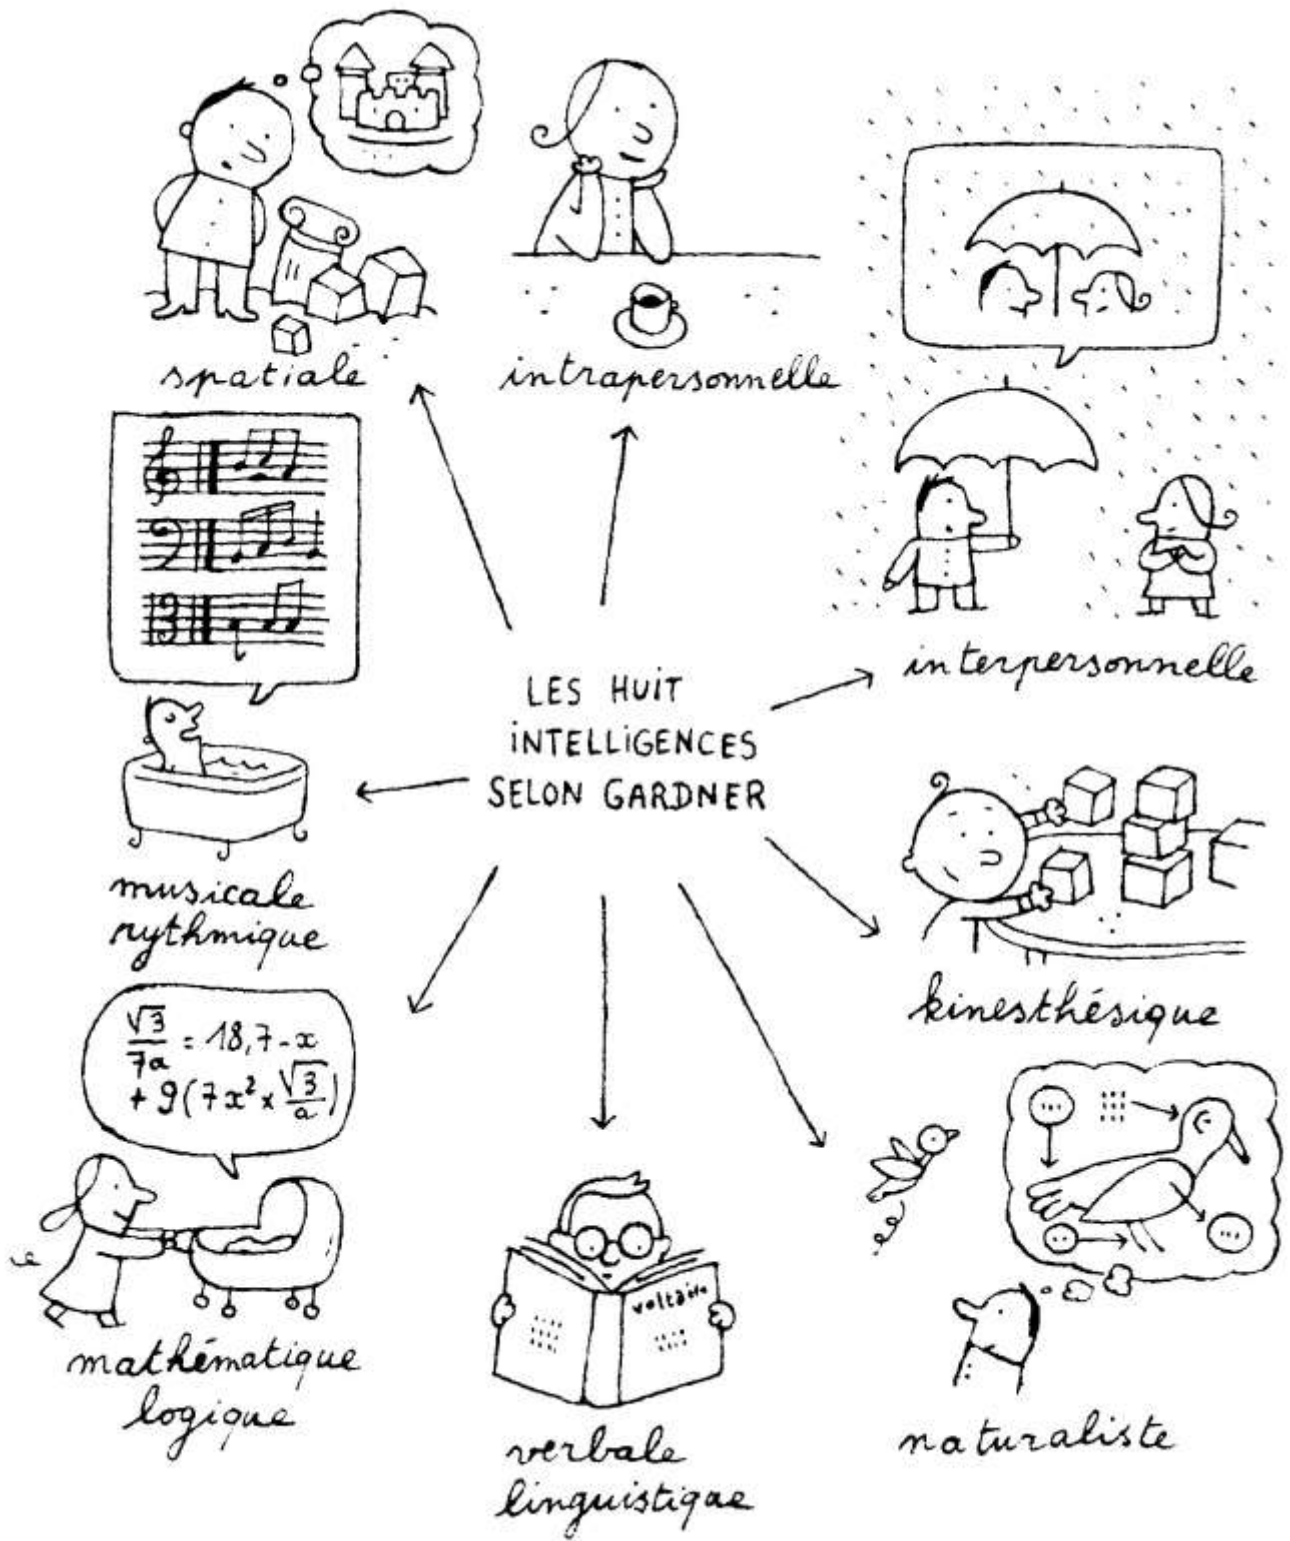 spatiale
intrapersonnelle
LES HUIT
INTELLIGENCES
SELON GARDNER
interpersonnelle
musicale
rythmique
kinesthésique
√3/7a = 18,7 - x
+ 9(7x² × √3/a)
mathématique
logique
voltaire
verbale
linguistique
naturaliste